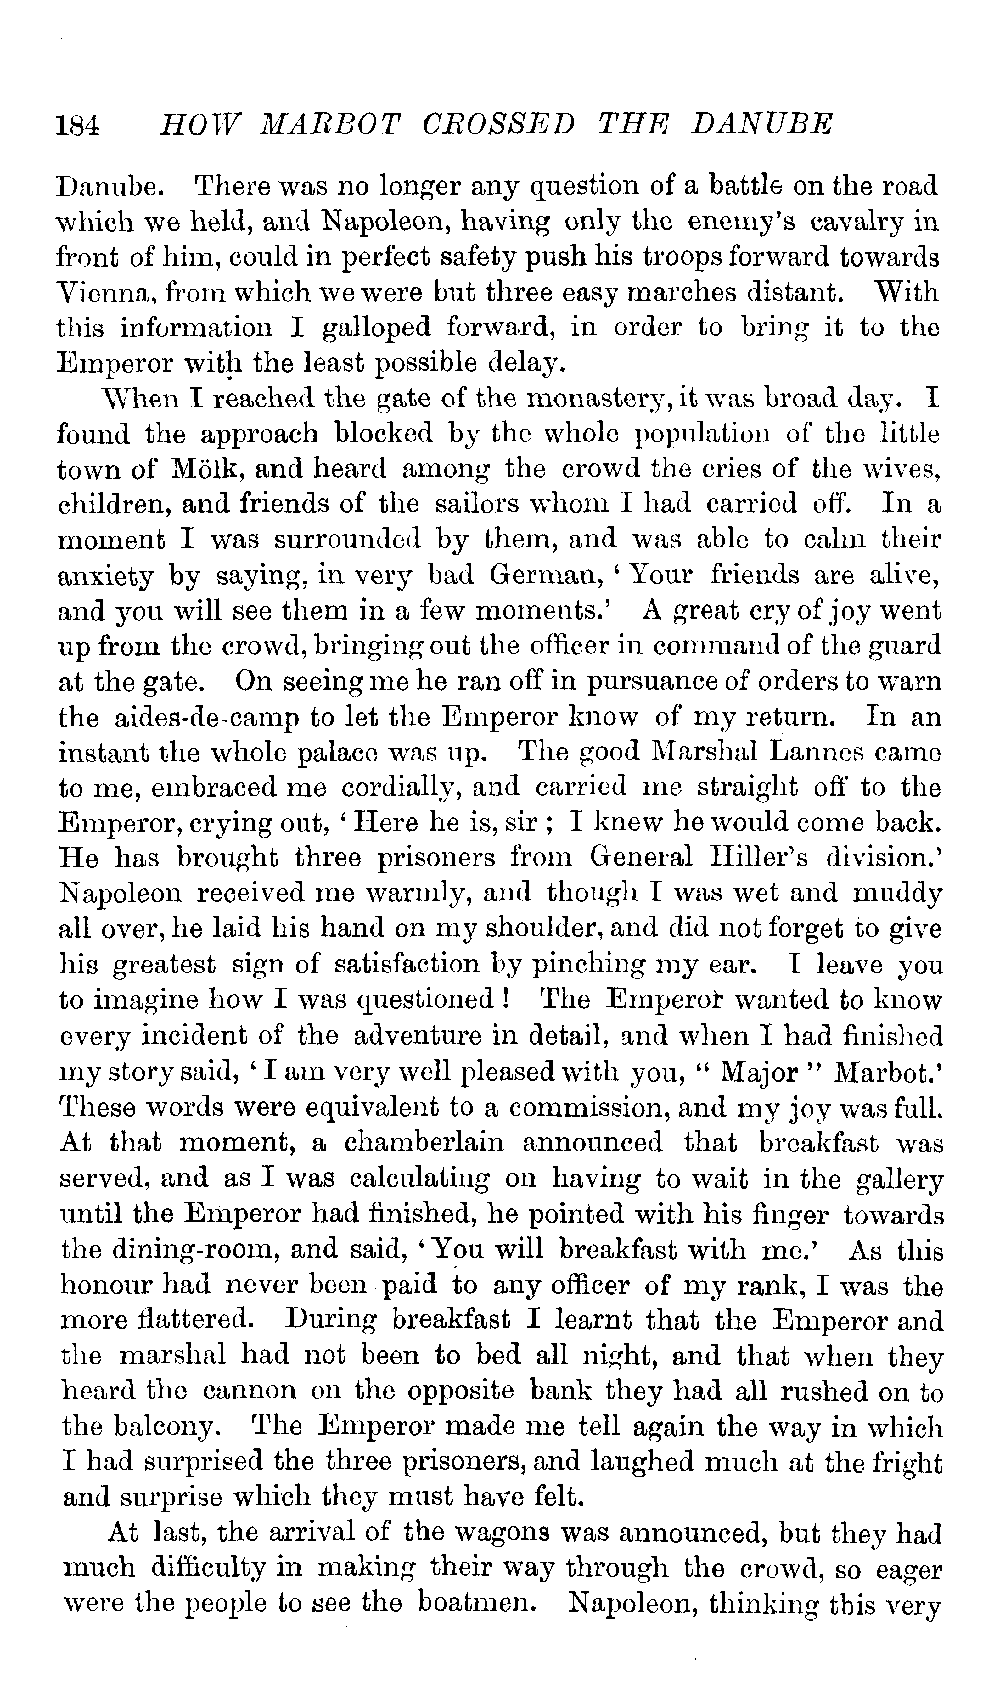 184 HOW MARBOT CROSSED THE DANUBE
Danube. There was no longer any question of a battle on the road
which we held, and Napoleon, having only the enemy's cavalry in
front of him, could in perfect safety push his troops forward towards
Vienna, from which we were but three easy marches distant. With
this information I galloped forward, in order to bring it to the
Emperor with the least possible delay.
When I reached the gate of the monastery, it was broad day. I
found the approach blocked by the whole population of the little
town of Mölk, and heard among the crowd the cries of the wives,
children, and friends of the sailors whom I had carried off. In a
moment I was surrounded by them, and was able to calm their
anxiety by saying, in very bad German, ‘Your friends are alive,
and you will see them in a few moments.’ A great cry of joy went
up from the crowd, bringing out the officer in command of the guard
at the gate. On seeing me he ran off in pursuance of orders to warn
the aides-de-camp to let the Emperor know of my return. In an
instant the whole palace was up. The good Marshal Lannes came
to me, embraced me cordially, and carried me straight off to the
Emperor, crying out, ‘Here he is, sir; I knew he would come back.
He has brought three prisoners from General Hiller's division.’
Napoleon received me warmly, and though I was wet and muddy
all over, he laid his hand on my shoulder, and did not forget to give
his greatest sign of satisfaction by pinching my ear. I leave you
to imagine how I was questioned! The Emperor wanted to know
every incident of the adventure in detail, and when I had finished
my story said, ‘I am very well pleased with you, “Major” Marbot.’
These words were equivalent to a commission, and my joy was full.
At that moment, a chamberlain announced that breakfast was
served, and as I was calculating on having to wait in the gallery
until the Emperor had finished, he pointed with his finger towards
the dining-room, and said, ‘You will breakfast with me.’ As this
honour had never been paid to any officer of my rank, I was the
more flattered. During breakfast I learnt that the Emperor and
the marshal had not been to bed all night, and that when they
heard the cannon on the opposite bank they had all rushed on to
the balcony. The Emperor made me tell again the way in which
I had surprised the three prisoners, and laughed much at the fright
and surprise which they must have felt.
At last, the arrival of the wagons was announced, but they had
much difficulty in making their way through the crowd, so eager
were the people to see the boatmen. Napoleon, thinking this very